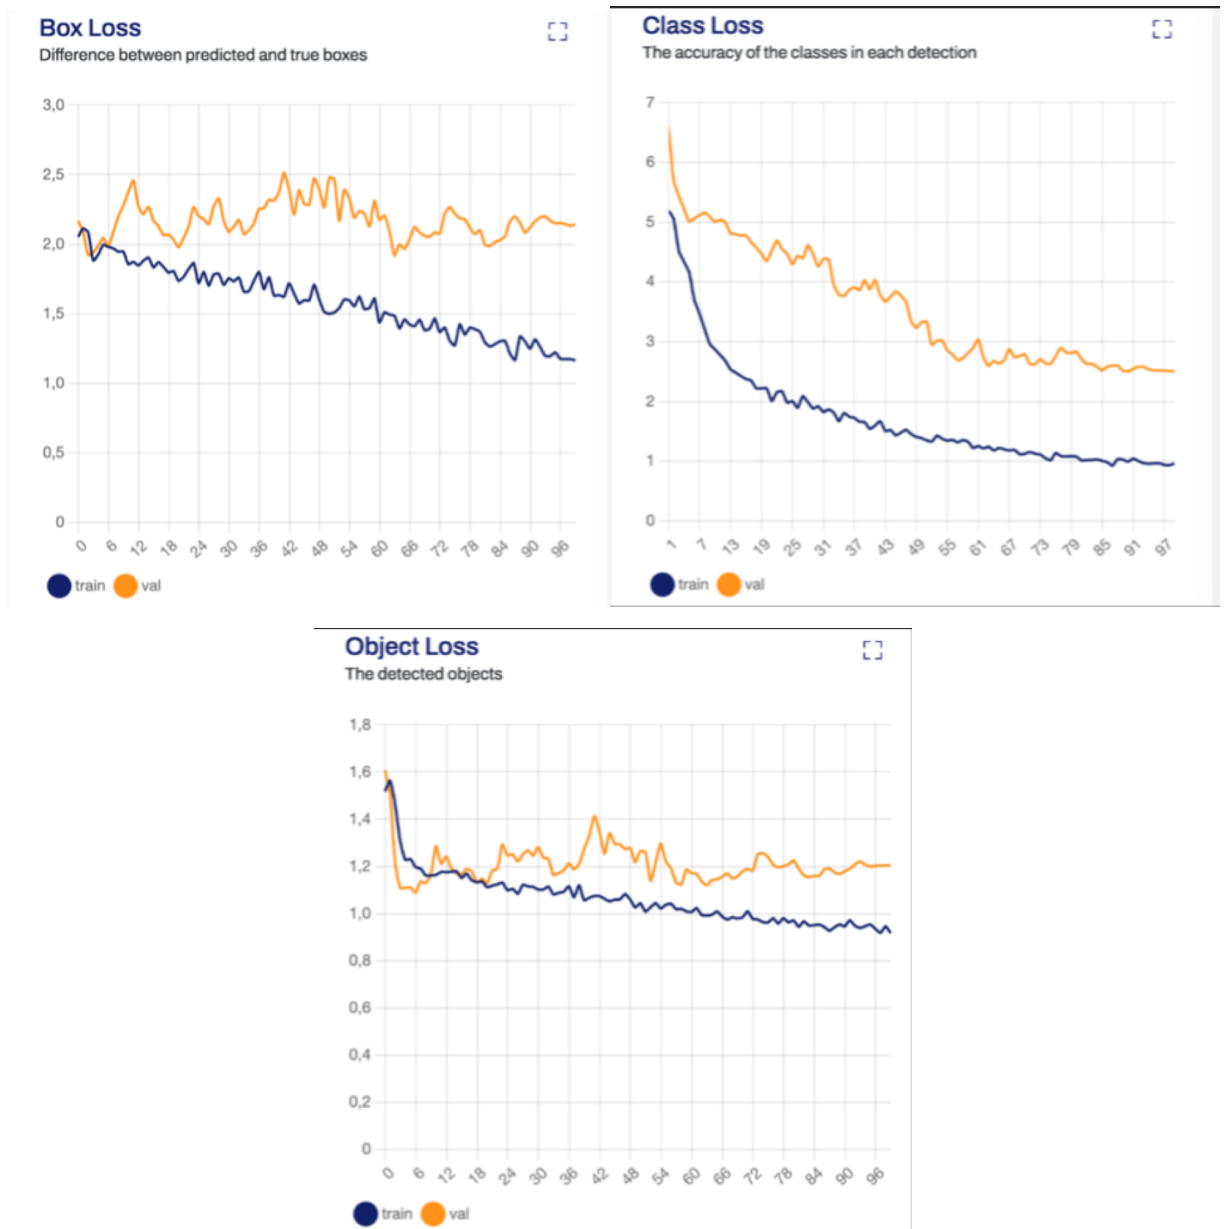 Box Loss
Difference between predicted and true boxes
3,0
2,5
2,0
1,5
1,0
0,5
0
0 6 12 18 24 30 36 42 48 54 60 66 72 78 84 90 96
train val
Class Loss
The accuracy of the classes in each detection
7
6
5
4
3
2
1
0
1 7 13 19 25 31 37 43 49 55 61 67 73 79 85 91 97
train val
Object Loss
The detected objects
1,8
1,6
1,4
1,2
1,0
0,8
0,6
0,4
0,2
0
0 6 12 18 24 30 36 42 48 54 60 66 72 78 84 90 96
train val